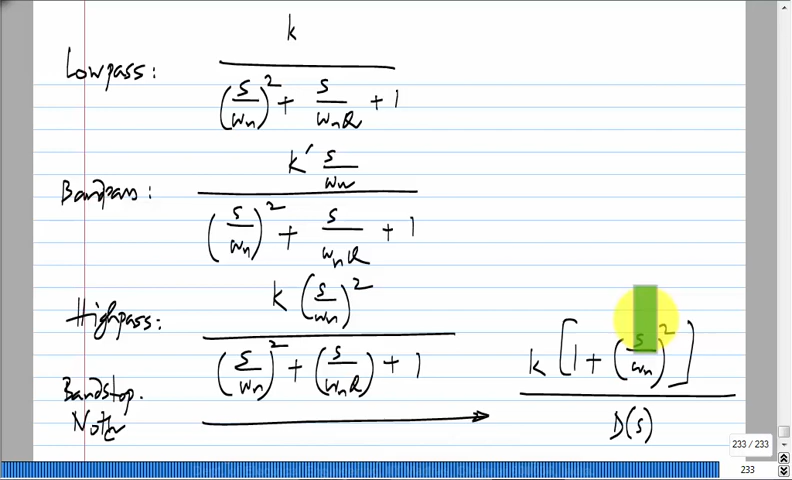 Lowpass: k / ((s/ωn)^2 + s/(ωnQ) + 1)
Bandpass: k′ s/ωn / ((s/ωn)^2 + s/(ωnQ) + 1)
Highpass: k (s/ωn)^2 / ((s/ωn)^2 + (s/(ωnQ)) + 1)
Bandstop.
Notch → k [1 + (s/ωn)^2] / D(s)
233 / 233
233